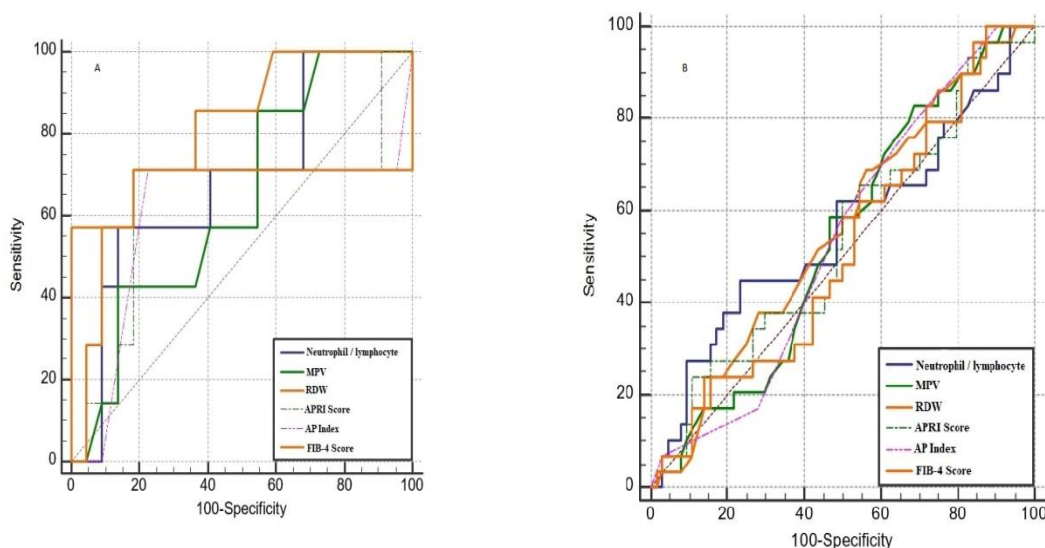 A
100
80
60
40
20
0
Sensitivity
0 20 40 60 80 100
100-Specificity
Neutrophil / lymphocyte
MPV
RDW
APRI Score
AP Index
FIB-4 Score
B
100
80
60
40
20
0
Sensitivity
0 20 40 60 80 100
100-Specificity
Neutrophil / lymphocyte
MPV
RDW
APRI Score
AP Index
FIB-4 Score